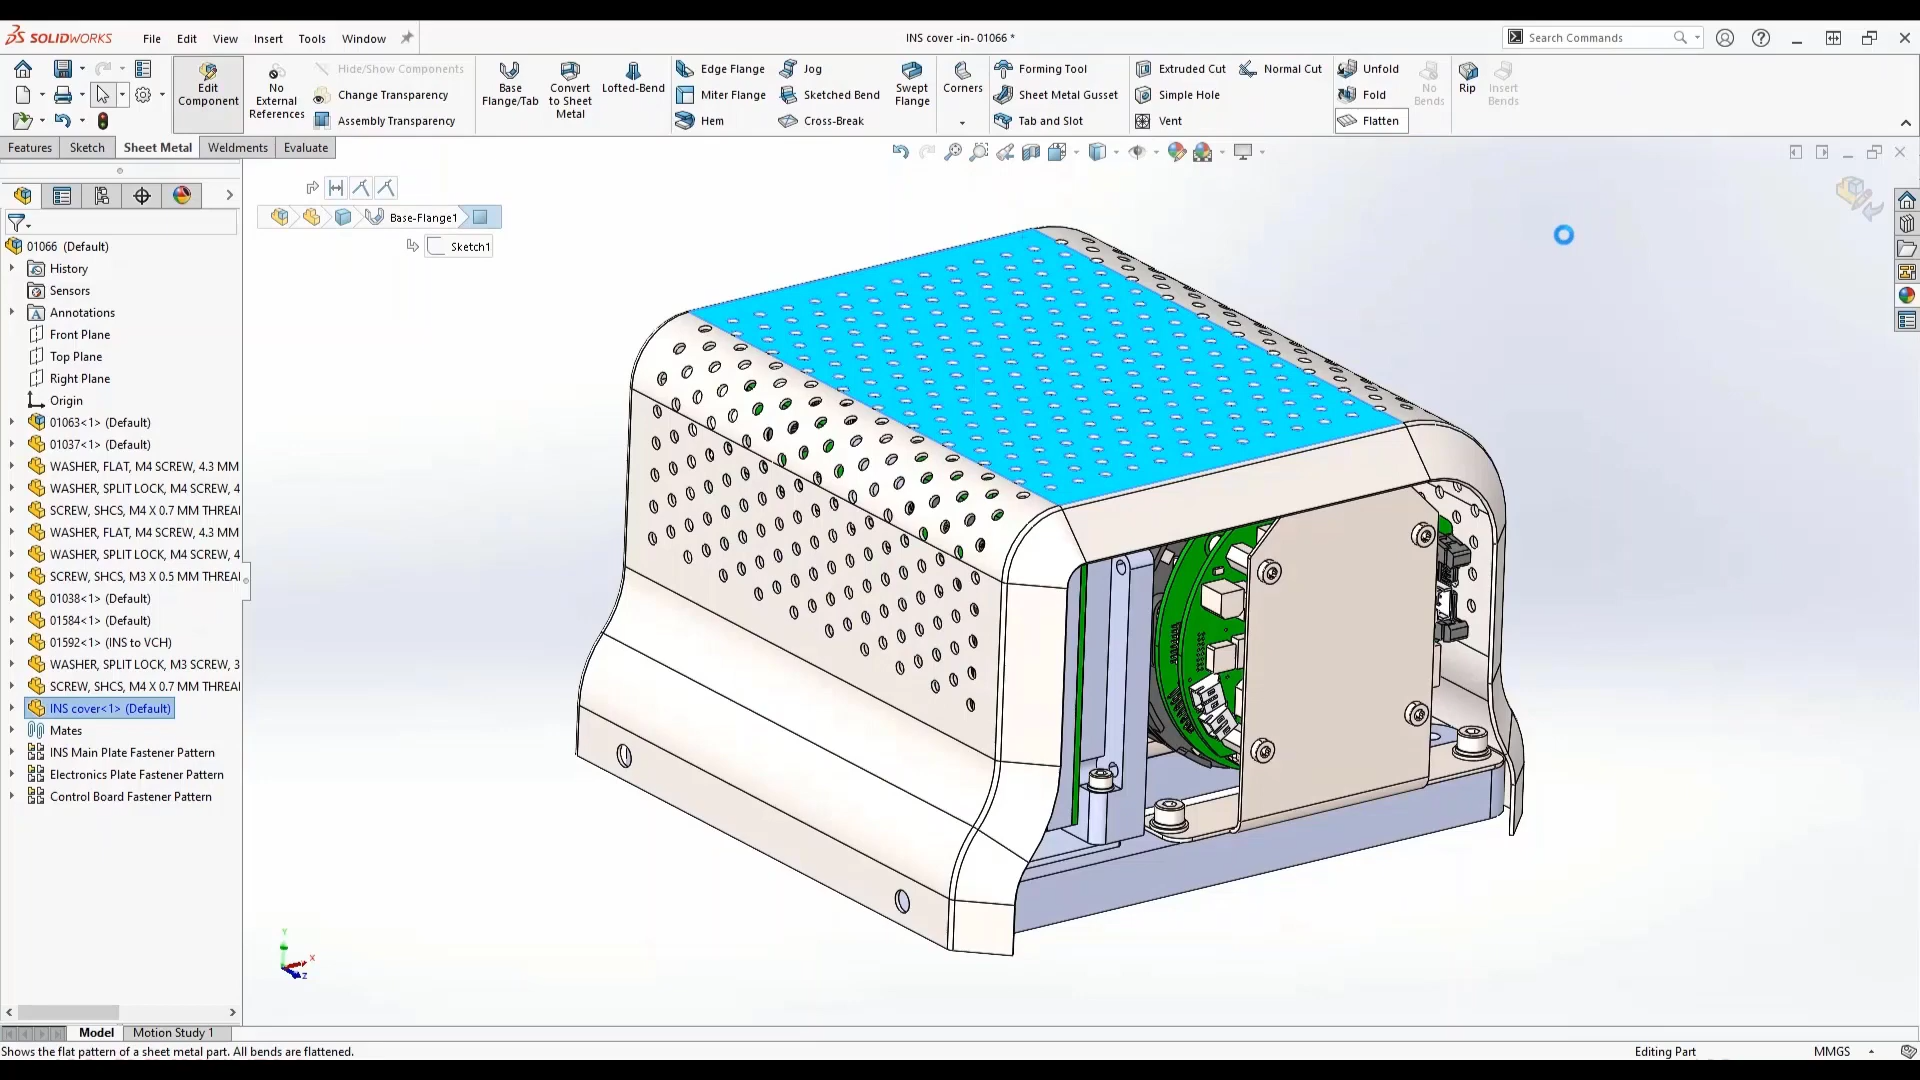 SOLIDWORKS
File Edit View Insert Tools Window
INS cover -in- 01066 *
Search Commands
Edit Component
No External References
Hide/Show Components
Change Transparency
Assembly Transparency
Base Flange/Tab
Convert to Sheet Metal
Lofted-Bend
Edge Flange
Miter Flange
Hem
Jog
Sketched Bend
Cross-Break
Swept Flange
Corners
Forming Tool
Sheet Metal Gusset
Tab and Slot
Extruded Cut
Simple Hole
Vent
Normal Cut
Unfold
Fold
Flatten
No Bends
Rip
Insert Bends
Features Sketch Sheet Metal Weldments Evaluate
Base-Flange1
Sketch1
01066 (Default)
History
Sensors
Annotations
Front Plane
Top Plane
Right Plane
Origin
01063<1> (Default)
01037<1> (Default)
WASHER, FLAT, M4 SCREW, 4.3 MM
WASHER, SPLIT LOCK, M4 SCREW, 4
SCREW, SHCS, M4 X 0.7 MM THREAI
WASHER, FLAT, M4 SCREW, 4.3 MM
WASHER, SPLIT LOCK, M4 SCREW, 4
SCREW, SHCS, M3 X 0.5 MM THREAI
01038<1> (Default)
01584<1> (Default)
01592<1> (INS to VCH)
WASHER, SPLIT LOCK, M3 SCREW, 3
SCREW, SHCS, M4 X 0.7 MM THREAI
INS cover<1> (Default)
Mates
INS Main Plate Fastener Pattern
Electronics Plate Fastener Pattern
Control Board Fastener Pattern
Y
X
Z
Model Motion Study 1
Shows the flat pattern of a sheet metal part. All bends are flattened.
Editing Part
MMGS